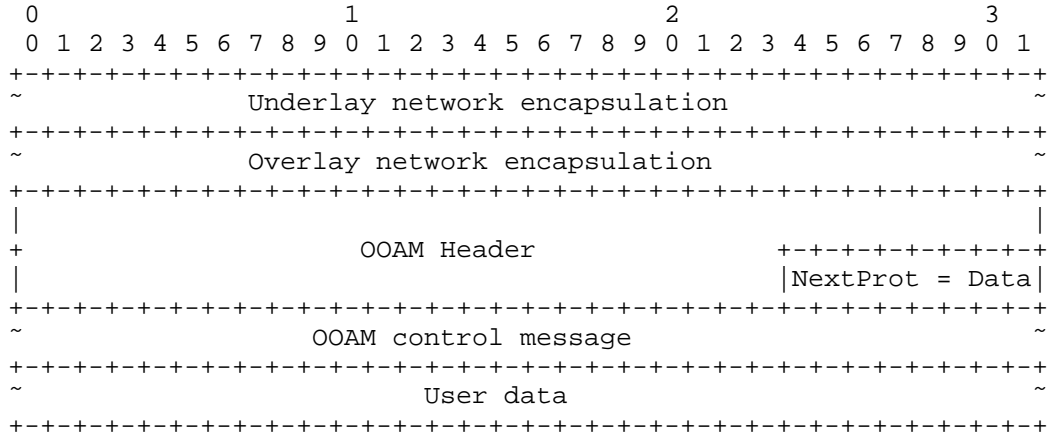 0                   1                   2                   3
 0 1 2 3 4 5 6 7 8 9 0 1 2 3 4 5 6 7 8 9 0 1 2 3 4 5 6 7 8 9 0 1
+-+-+-+-+-+-+-+-+-+-+-+-+-+-+-+-+-+-+-+-+-+-+-+-+-+-+-+-+-+-+-+-+
~              Underlay network encapsulation                   ~
+-+-+-+-+-+-+-+-+-+-+-+-+-+-+-+-+-+-+-+-+-+-+-+-+-+-+-+-+-+-+-+-+
~              Overlay network encapsulation                    ~
+-+-+-+-+-+-+-+-+-+-+-+-+-+-+-+-+-+-+-+-+-+-+-+-+-+-+-+-+-+-+-+-+
|                                                               |
+                     OOAM Header               +-+-+-+-+-+-+-+-+
|                                               |NextProt = Data|
+-+-+-+-+-+-+-+-+-+-+-+-+-+-+-+-+-+-+-+-+-+-+-+-+-+-+-+-+-+-+-+-+
~                  OOAM control message                         ~
+-+-+-+-+-+-+-+-+-+-+-+-+-+-+-+-+-+-+-+-+-+-+-+-+-+-+-+-+-+-+-+-+
~                         User data                             ~
+-+-+-+-+-+-+-+-+-+-+-+-+-+-+-+-+-+-+-+-+-+-+-+-+-+-+-+-+-+-+-+-+